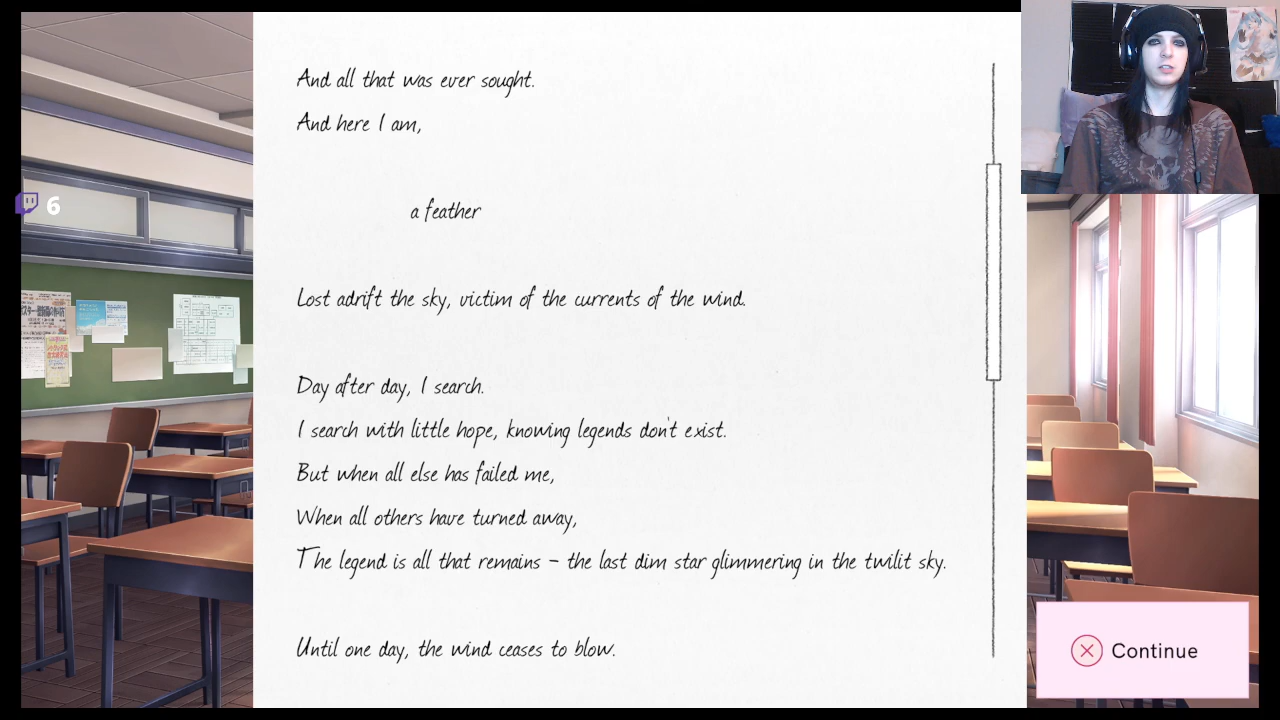 And all that was ever sought.
And here I am,
a feather
Lost adrift the sky, victim of the currents of the wind.
Day after day, I search.
I search with little hope, knowing legends don't exist.
But when all else has failed me,
When all others have turned away,
The legend is all that remains – the last dim star glimmering in the twilit sky.
Until one day, the wind ceases to blow.
6
Continue